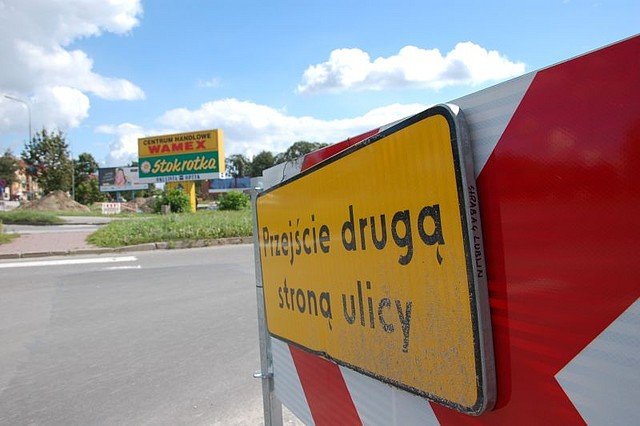 CENTRUM HANDLOWE
WAMEX
Stokrotka
Przejście drugą
stroną ulicy